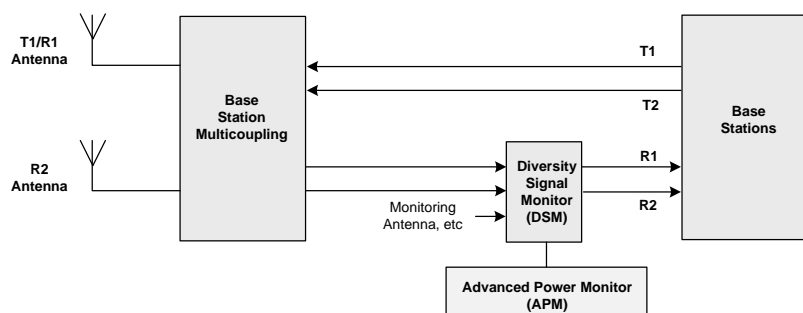 T1/R1
Antenna
T1
T2
Base
Station
Multicoupling
Base
Stations
R2
Antenna
Diversity
Signal
Monitor
(DSM)
R1
R2
Monitoring
Antenna, etc
Advanced Power Monitor
(APM)